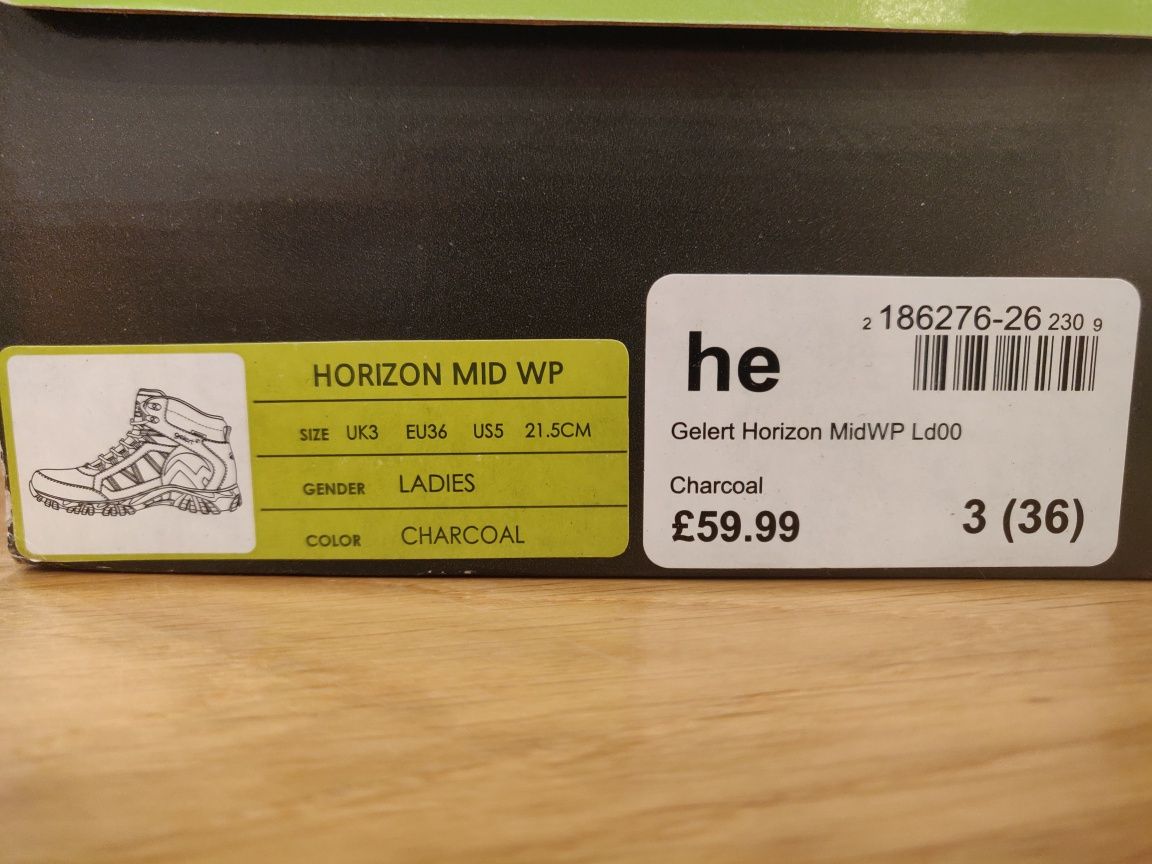 HORIZON MID WP
SIZE UK3 EU36 US5 21.5CM
GENDER LADIES
COLOR CHARCOAL
2 186276-26 230 9
he
Gelert Horizon MidWP Ld00
Charcoal
£59.99 3 (36)